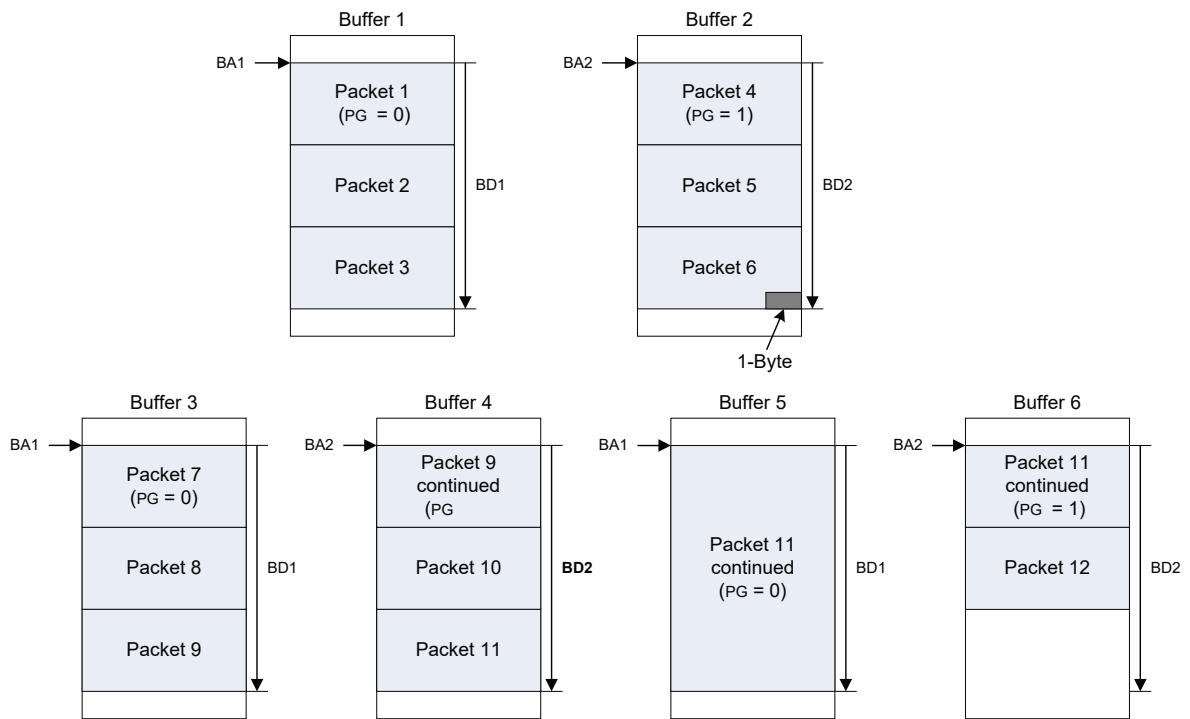 Buffer 1
BA1
Packet 1
(PG = 0)
Packet 2
Packet 3
BD1
Buffer 2
BA2
Packet 4
(PG = 1)
Packet 5
Packet 6
BD2
1-Byte
Buffer 3
BA1
Packet 7
(PG = 0)
Packet 8
Packet 9
BD1
Buffer 4
BA2
Packet 9
continued
(PG
Packet 10
Packet 11
BD2
Buffer 5
BA1
Packet 11
continued
(PG = 0)
BD1
Buffer 6
BA2
Packet 11
continued
(PG = 1)
Packet 12
BD2